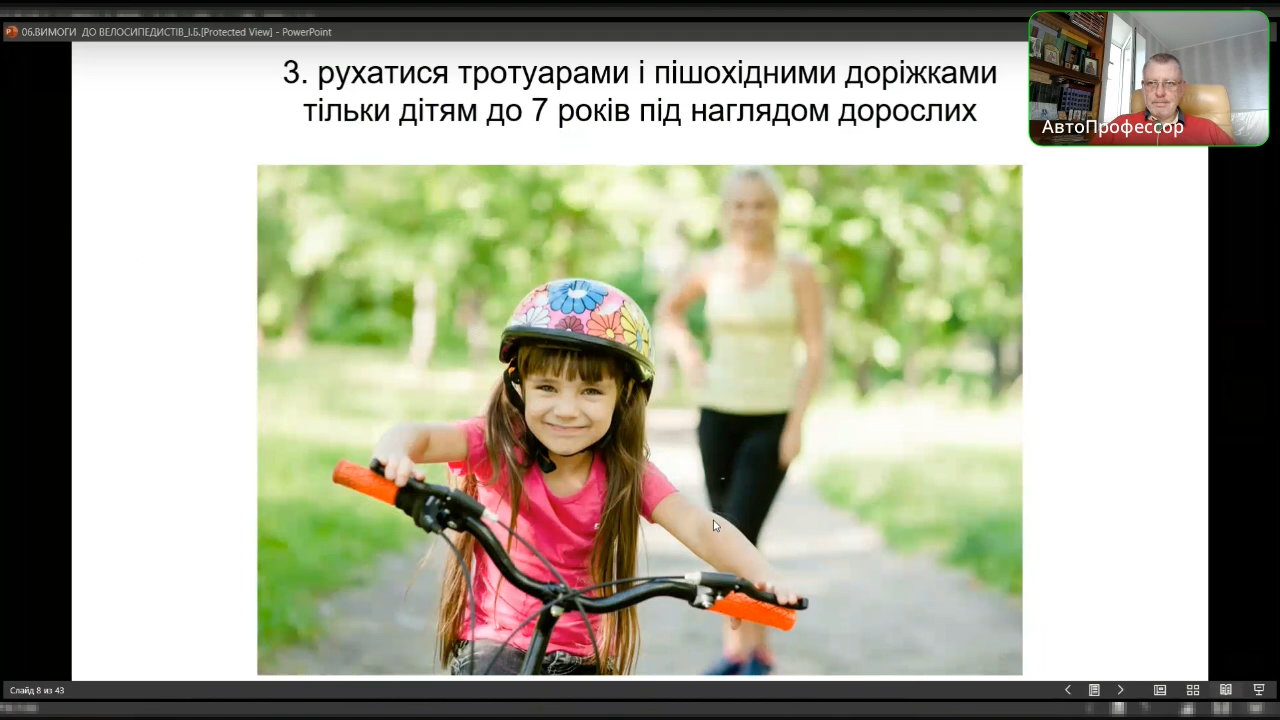 06.ВИМОГИ ДО ВЕЛОСИПЕДИСТІВ_І.Б.[Protected View] - PowerPoint
3. рухатися тротуарами і пішохідними доріжками
тільки дітям до 7 років під наглядом дорослих
АвтоПрофессор
Слайд 8 из 43